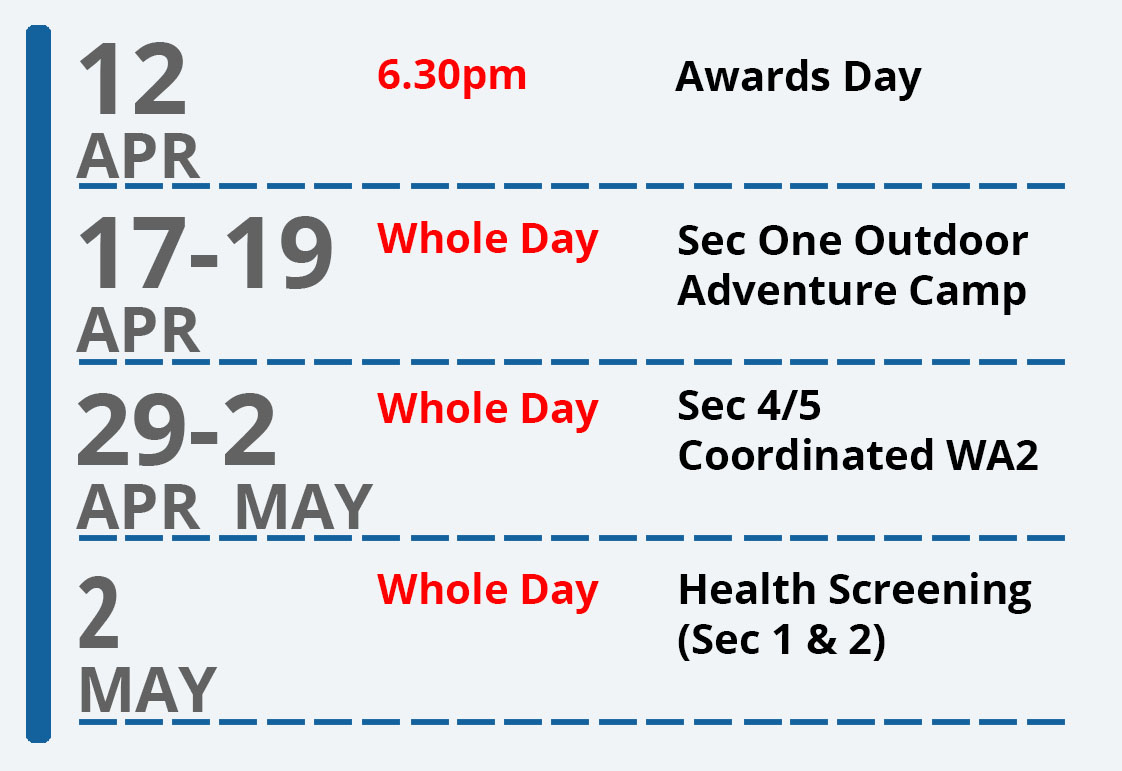 12
APR
6.30pm
Awards Day
17-19
APR
Whole Day
Sec One Outdoor
Adventure Camp
29-2
APR MAY
Whole Day
Sec 4/5
Coordinated WA2
2
MAY
Whole Day
Health Screening
(Sec 1 & 2)